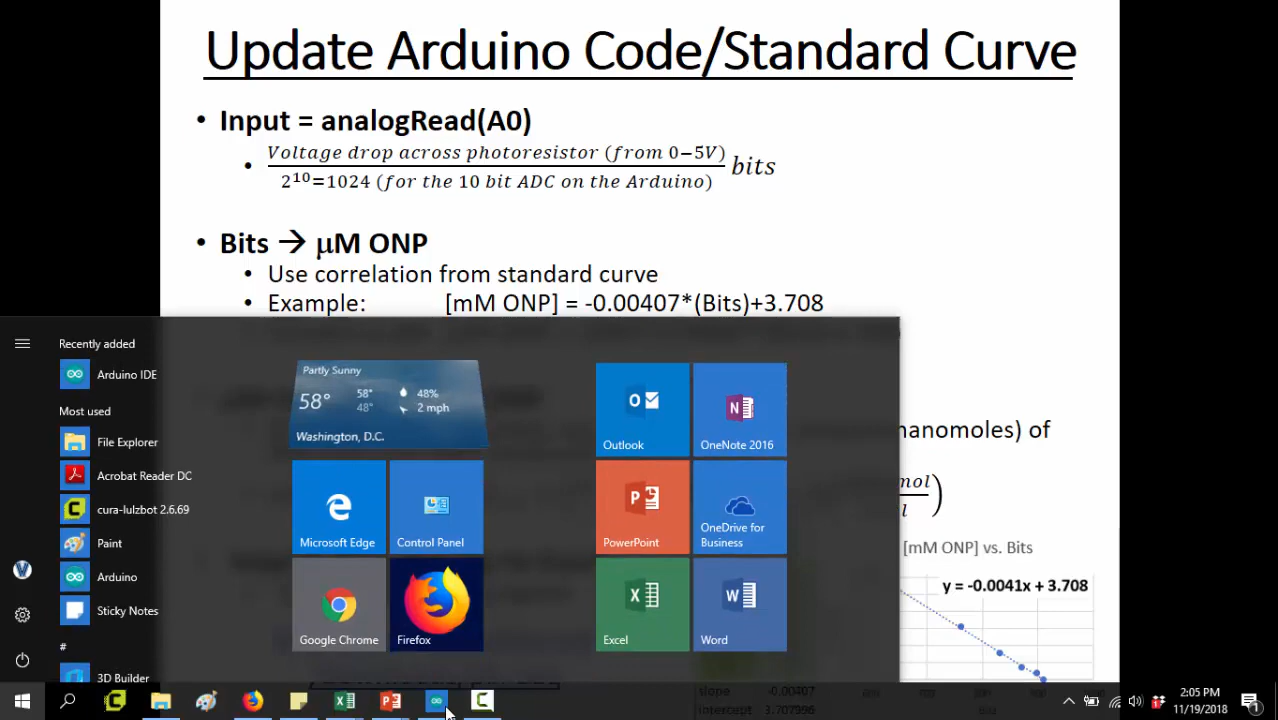 Update Arduino Code/Standard Curve
• Input = analogRead(A0)
• Voltage drop across photoresistor (from 0−5V)
2¹⁰=1024 (for the 10 bit ADC on the Arduino)
bits
• Bits → μM ONP
• Use correlation from standard curve
• Example: [mM ONP] = -0.00407*(Bits)+3.708
Recently added
Arduino IDE
Most used
File Explorer
Acrobat Reader DC
cura-lulzbot 2.6.69
Paint
Arduino
Sticky Notes
#
3D Builder
Partly Sunny
58° 58° 48° 48% 2 mph
Washington, D.C.
Microsoft Edge
Control Panel
Google Chrome
Firefox
Outlook
OneNote 2016
PowerPoint
OneDrive for
Business
Excel
Word
nanomoles) of
mol
l
[mM ONP] vs. Bits
y = -0.0041x + 3.708
slope -0.00407
intercept 3.707996
2:05 PM
11/19/2018
1